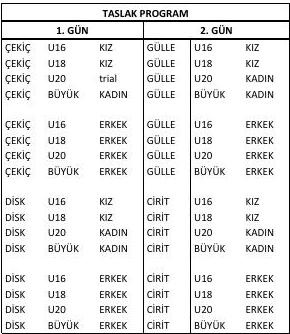 TASLAK PROGRAM
1. GÜN 2. GÜN
ÇEKİÇ U16 KIZ GÜLLE U16 KIZ
ÇEKİÇ U18 KIZ GÜLLE U18 KIZ
ÇEKİÇ U20 trial GÜLLE U20 KADIN
ÇEKİÇ BÜYÜK KADIN GÜLLE BÜYÜK KADIN
ÇEKİÇ U16 ERKEK GÜLLE U16 ERKEK
ÇEKİÇ U18 ERKEK GÜLLE U18 ERKEK
ÇEKİÇ U20 ERKEK GÜLLE U20 ERKEK
ÇEKİÇ BÜYÜK ERKEK GÜLLE BÜYÜK ERKEK
DİSK U16 KIZ CİRİT U16 KIZ
DİSK U18 KIZ CİRİT U18 KIZ
DİSK U20 KADIN CİRİT U20 KADIN
DİSK BÜYÜK KADIN CİRİT BÜYÜK KADIN
DİSK U16 ERKEK CİRİT U16 ERKEK
DİSK U18 ERKEK CİRİT U18 ERKEK
DİSK U20 ERKEK CİRİT U20 ERKEK
DİSK BÜYÜK ERKEK CİRİT BÜYÜK ERKEK